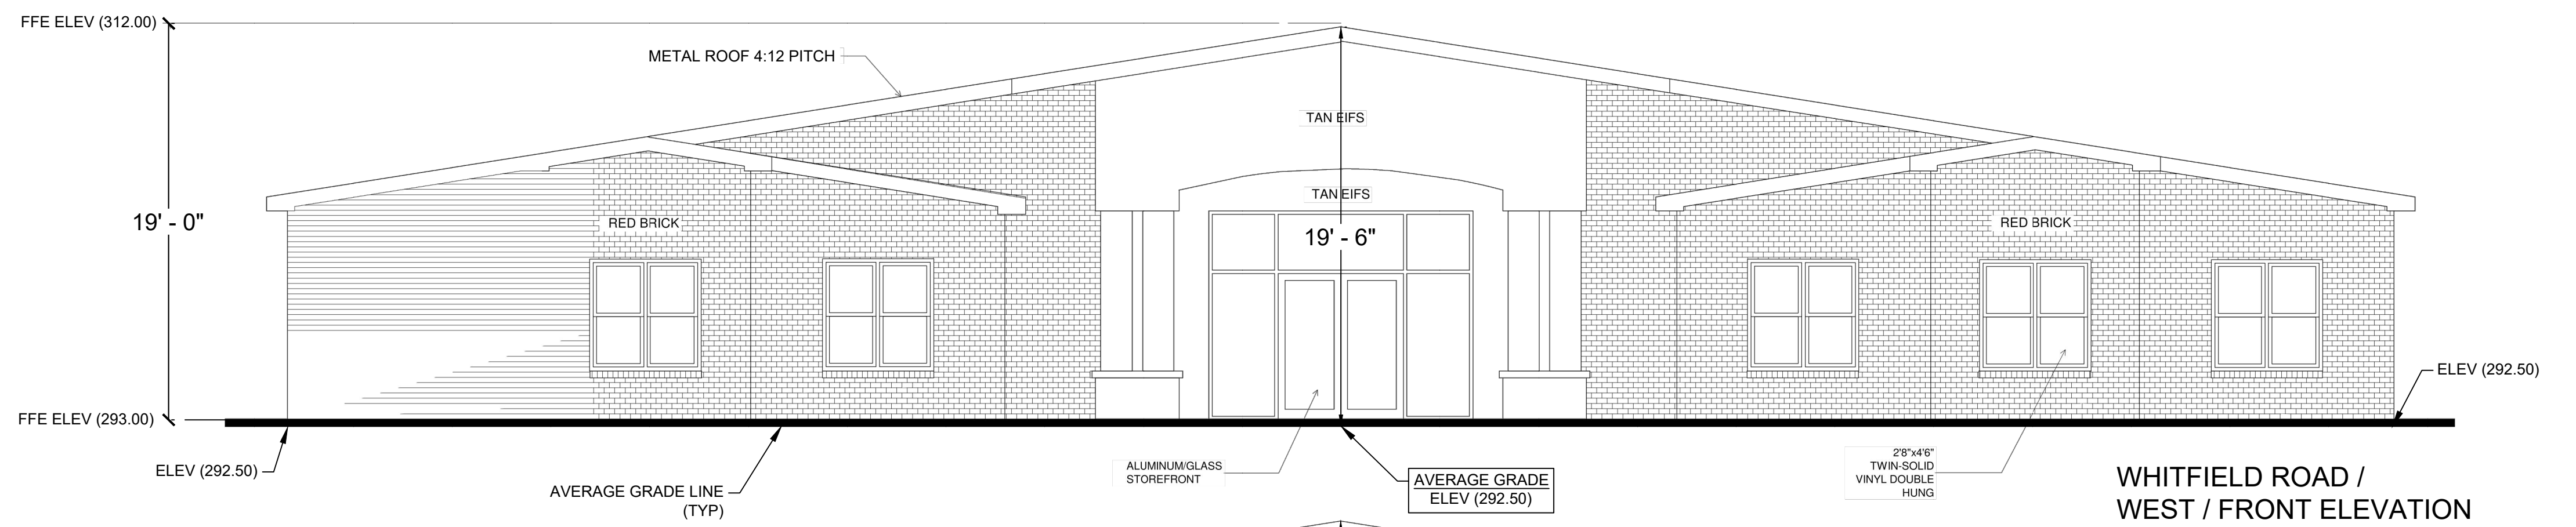 FFE ELEV (312.00)
METAL ROOF 4:12 PITCH
TAN EIFS
19' - 0"
TAN EIFS
RED BRICK
RED BRICK
19' - 6"
ELEV (292.50)
FFE ELEV (293.00)
ELEV (292.50)
AVERAGE GRADE LINE
(TYP)
ALUMINUM/GLASS
STOREFRONT
AVERAGE GRADE
ELEV (292.50)
2'8"x4'6"
TWIN-SOLID
VINYL DOUBLE
HUNG
WHITFIELD ROAD /
WEST / FRONT ELEVATION